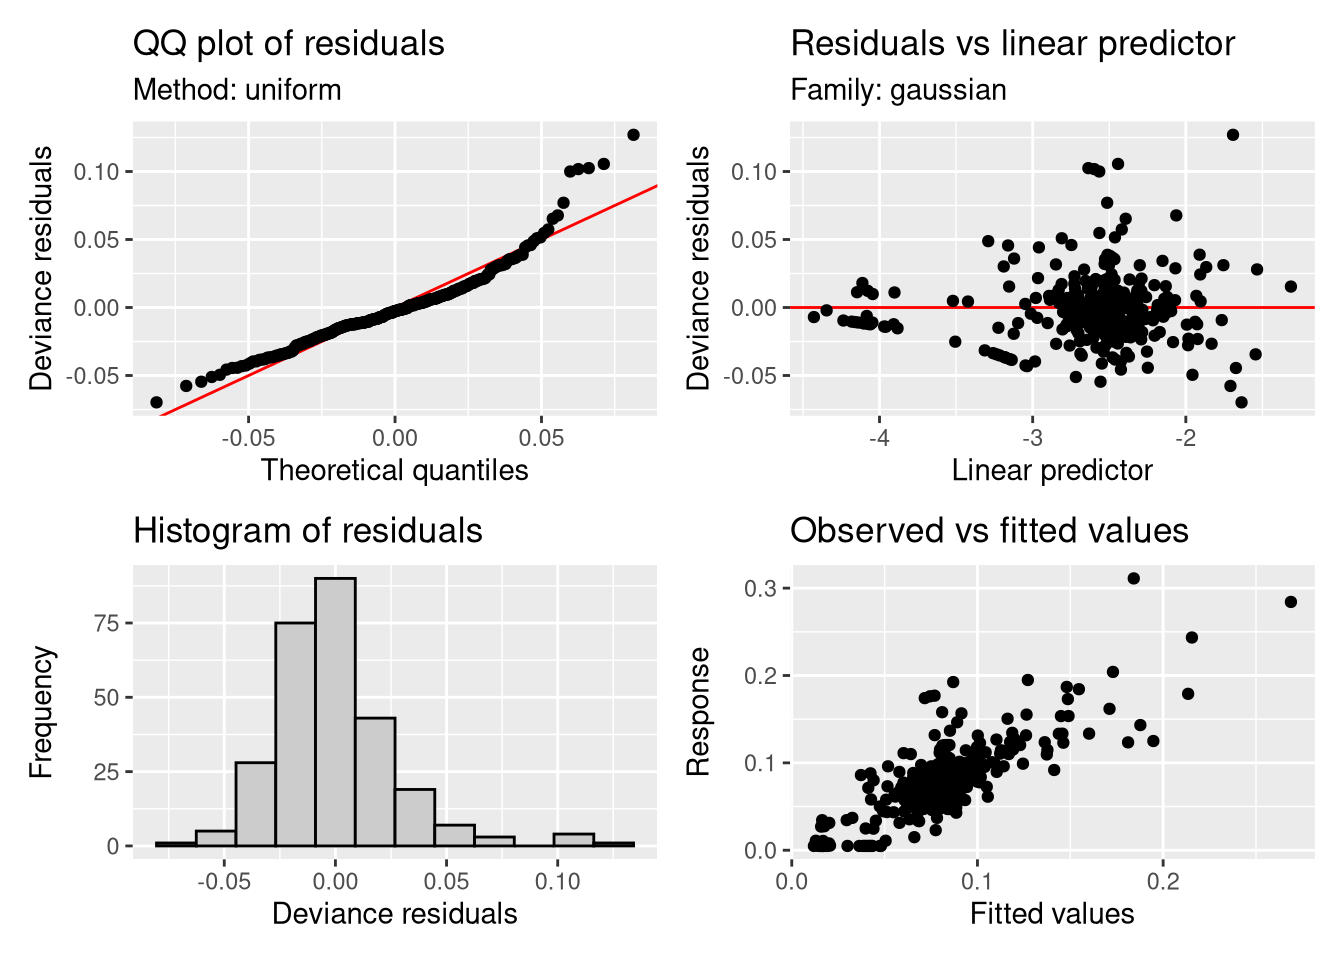 QQ plot of residuals
Method: uniform
Deviance residuals
0.10
0.05
0.00
-0.05
-0.05
0.00
0.05
Theoretical quantiles
Residuals vs linear predictor
Family: gaussian
Deviance residuals
0.10
0.05
0.00
-0.05
-4
-3
-2
Linear predictor
Histogram of residuals
Frequency
75
50
25
0
-0.05
0.00
0.05
0.10
Deviance residuals
Observed vs fitted values
Response
0.3
0.2
0.1
0.0
0.0
0.1
0.2
Fitted values